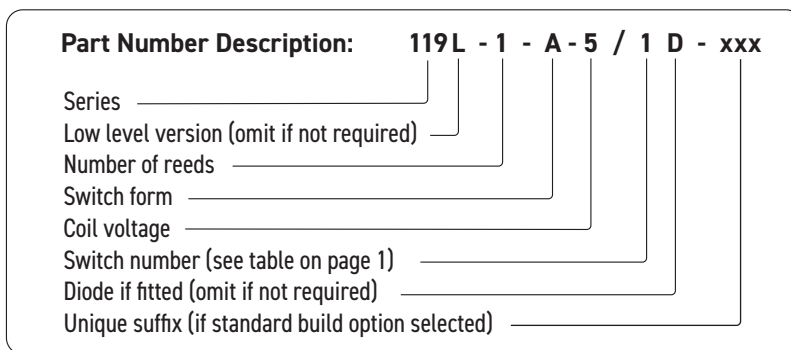 Part Number Description: 119L - 1 - A - 5 / 1 D - xxx
Series
Low level version (omit if not required)
Number of reeds
Switch form
Coil voltage
Switch number (see table on page 1)
Diode if fitted (omit if not required)
Unique suffix (if standard build option selected)